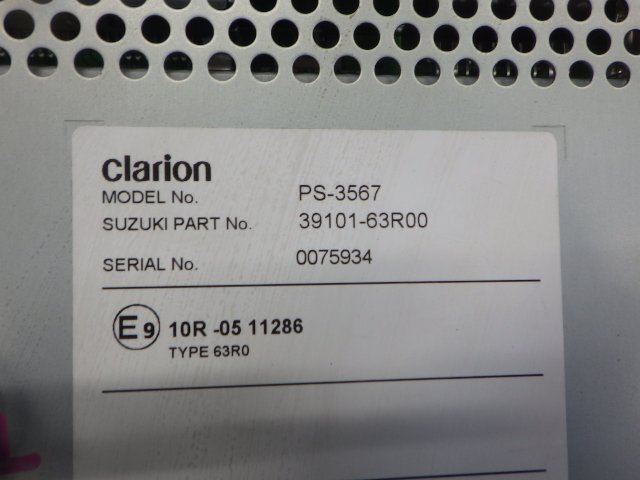 clarion
MODEL No. PS-3567
SUZUKI PART No. 39101-63R00
SERIAL No. 0075934
E9 10R -05 11286
TYPE 63R0